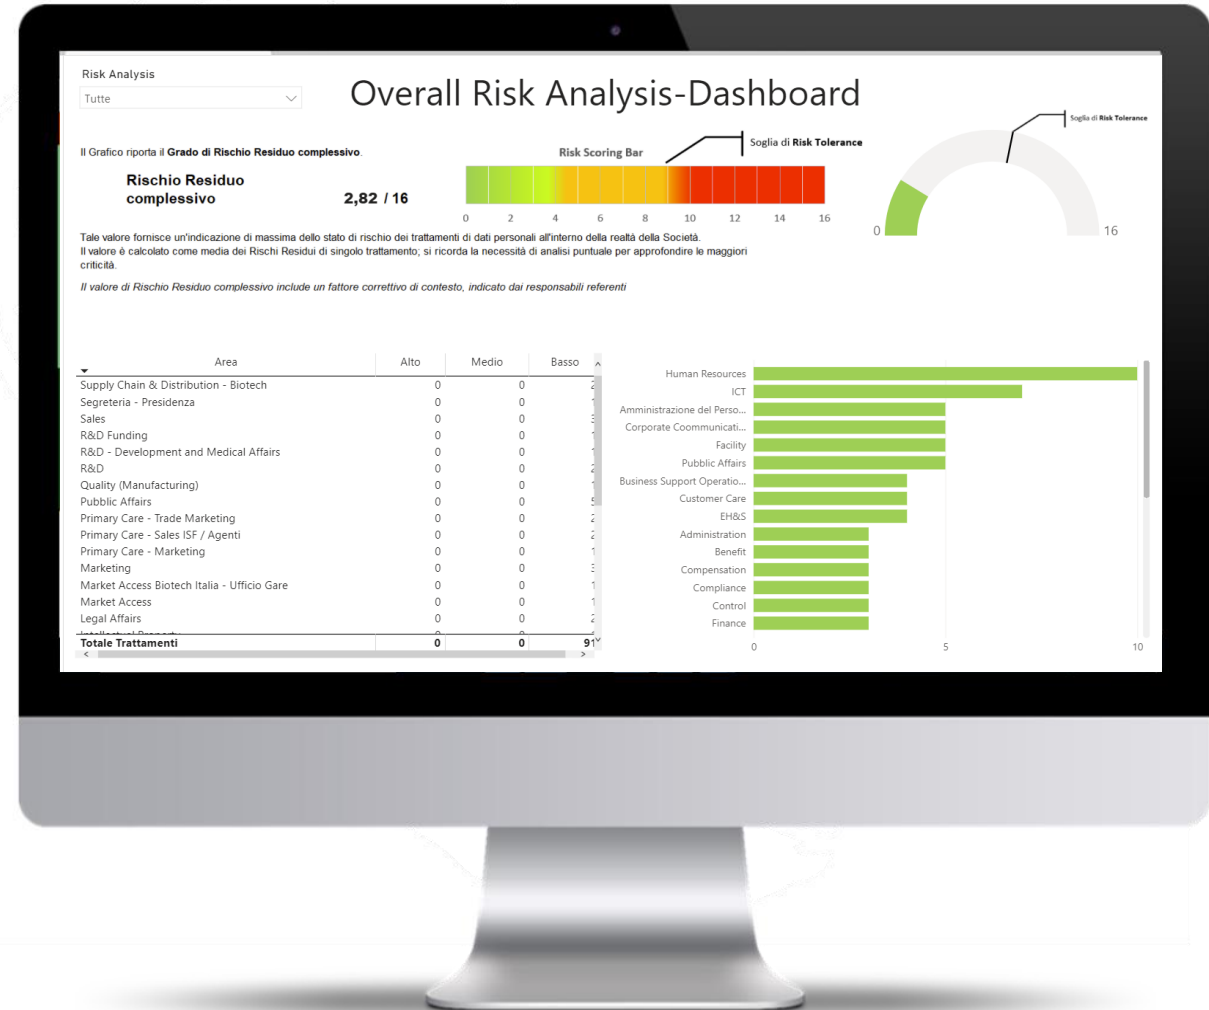 Risk Analysis
Tutte
Overall Risk Analysis-Dashboard
Soglia di Risk Tolerance
Il Grafico riporta il Grado di Rischio Residuo complessivo.
Risk Scoring Bar
Soglia di Risk Tolerance
Rischio Residuo
complessivo
2,82 / 16
0 2 4 6 8 10 12 14 16
0 16
Tale valore fornisce un'indicazione di massima dello stato di rischio dei trattamenti di dati personali all'interno della realtà della Società.
Il valore è calcolato come media dei Rischi Residui di singolo trattamento; si ricorda la necessità di analisi puntuale per approfondire le maggiori
criticità.
Il valore di Rischio Residuo complessivo include un fattore correttivo di contesto, indicato dai responsabili referenti
Area Alto Medio Basso
Supply Chain & Distribution - Biotech 0 0
Segreteria - Presidenza 0 0
Sales 0 0
R&D Funding 0 0
R&D - Development and Medical Affairs 0 0
R&D 0 0
Quality (Manufacturing) 0 0
Pubblic Affairs 0 0
Primary Care - Trade Marketing 0 0
Primary Care - Sales ISF / Agenti 0 0
Primary Care - Marketing 0 0
Marketing 0 0
Market Access Biotech Italia - Ufficio Gare 0 0
Market Access 0 0
Legal Affairs 0 0
Totale Trattamenti 0 0 91
Human Resources
ICT
Amministrazione del Perso...
Corporate Coommunicati...
Facility
Pubblic Affairs
Business Support Operatio...
Customer Care
EH&S
Administration
Benefit
Compensation
Compliance
Control
Finance
0 5 10